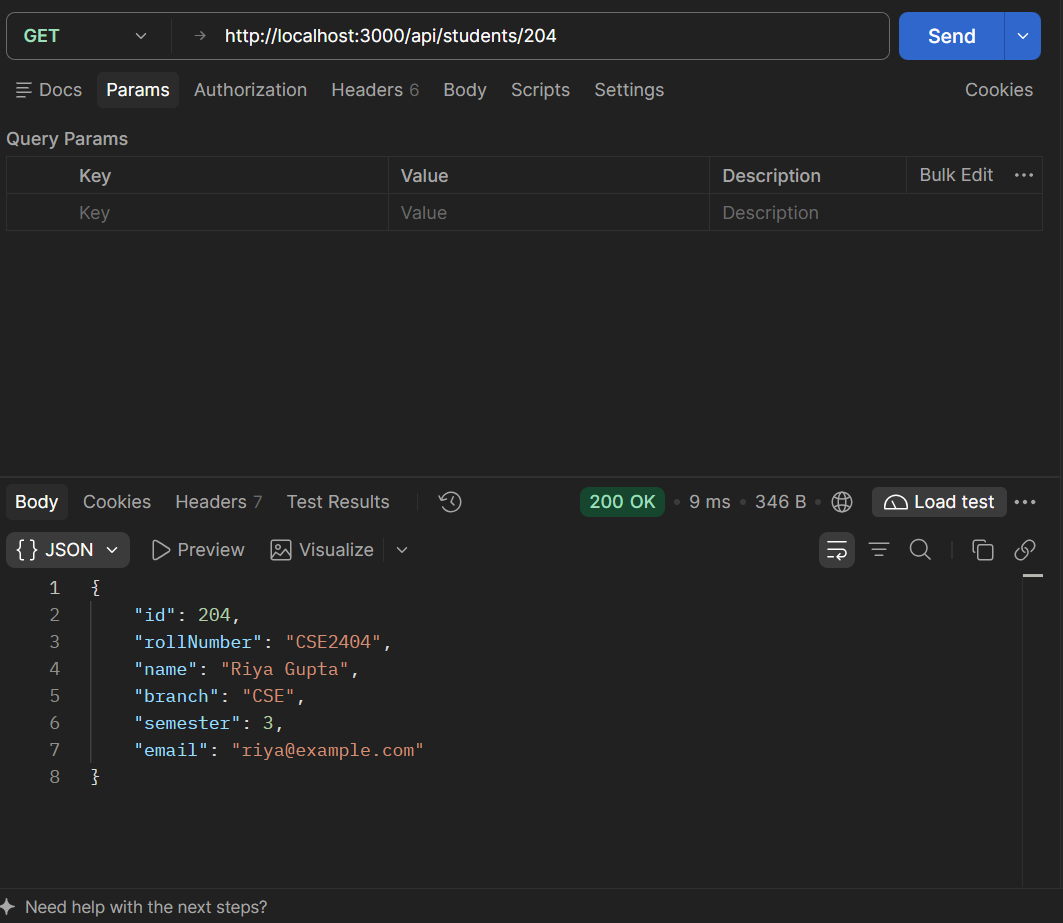 GET http://localhost:3000/api/students/204 Send
Docs Params Authorization Headers 6 Body Scripts Settings Cookies
Query Params
Key Value Description Bulk Edit
Key Value Description
Body Cookies Headers 7 Test Results 200 OK • 9 ms • 346 B • Load test
{} JSON Preview Visualize
1 {
2 "id": 204,
3 "rollNumber": "CSE2404",
4 "name": "Riya Gupta",
5 "branch": "CSE",
6 "semester": 3,
7 "email": "riya@example.com"
8 }
Need help with the next steps?